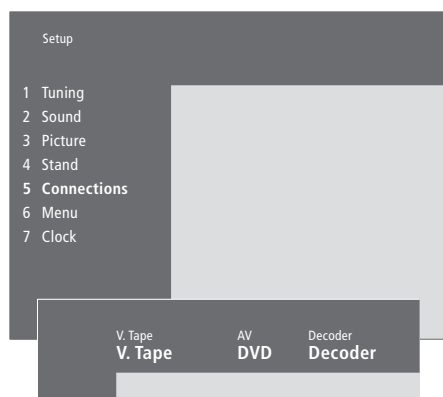 Setup
1 Tuning
2 Sound
3 Picture
4 Stand
5 Connections
6 Menu
7 Clock
V. Tape AV Decoder
V. Tape DVD Decoder